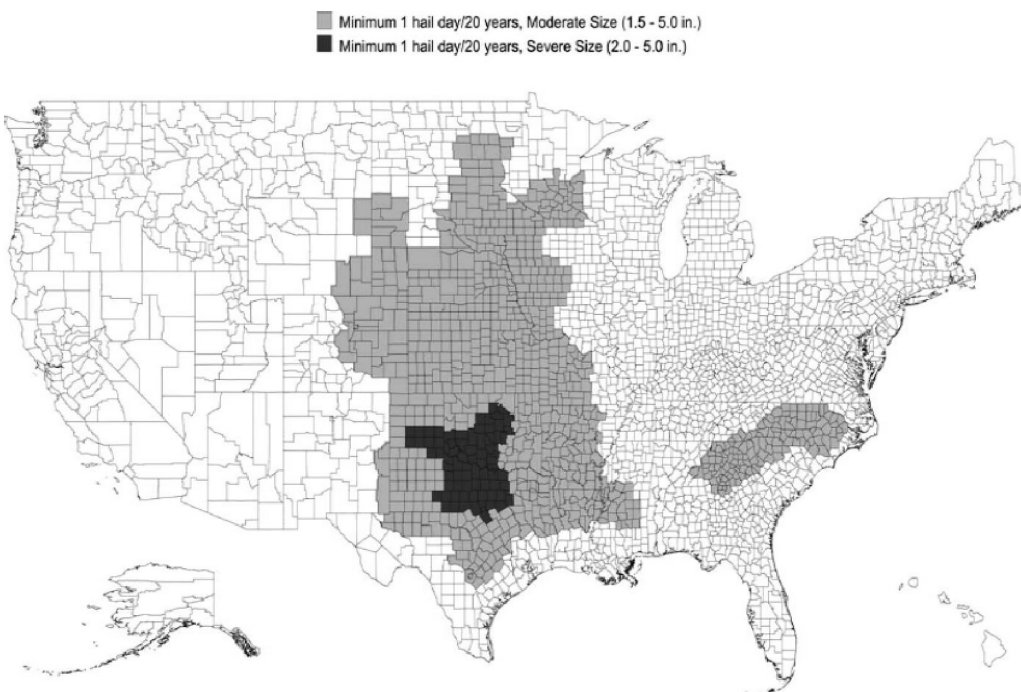 Minimum 1 hail day/20 years, Moderate Size (1.5 - 5.0 in.)
Minimum 1 hail day/20 years, Severe Size (2.0 - 5.0 in.)